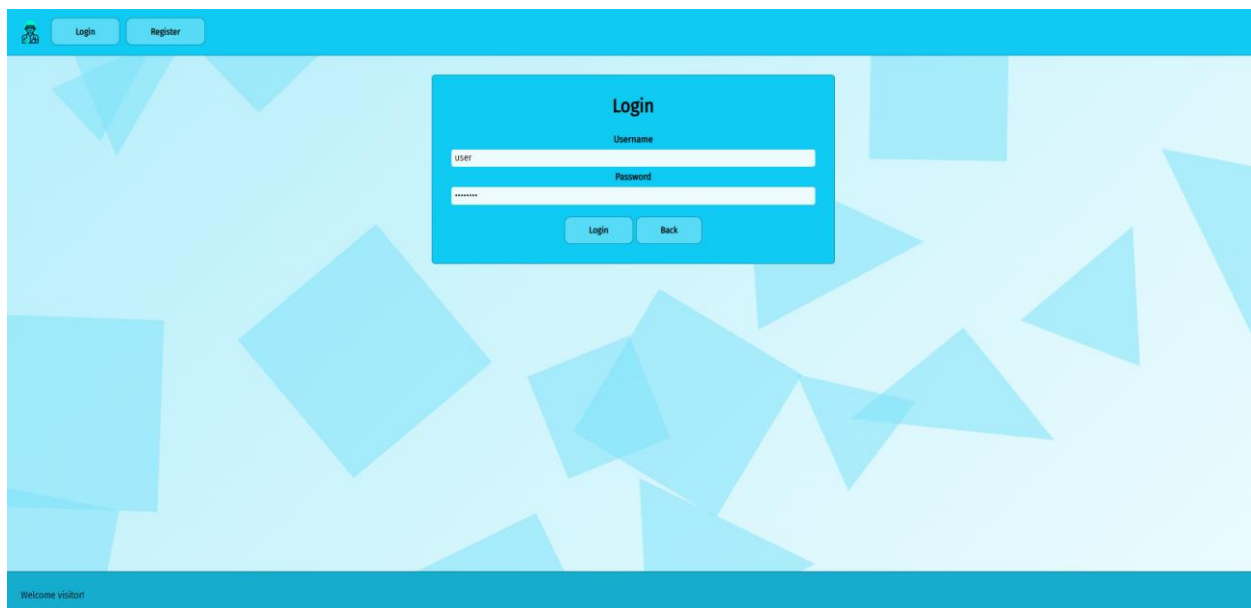 Login Register
Login
Username
user
Password
••••••••
Login Back
Welcome visitor!